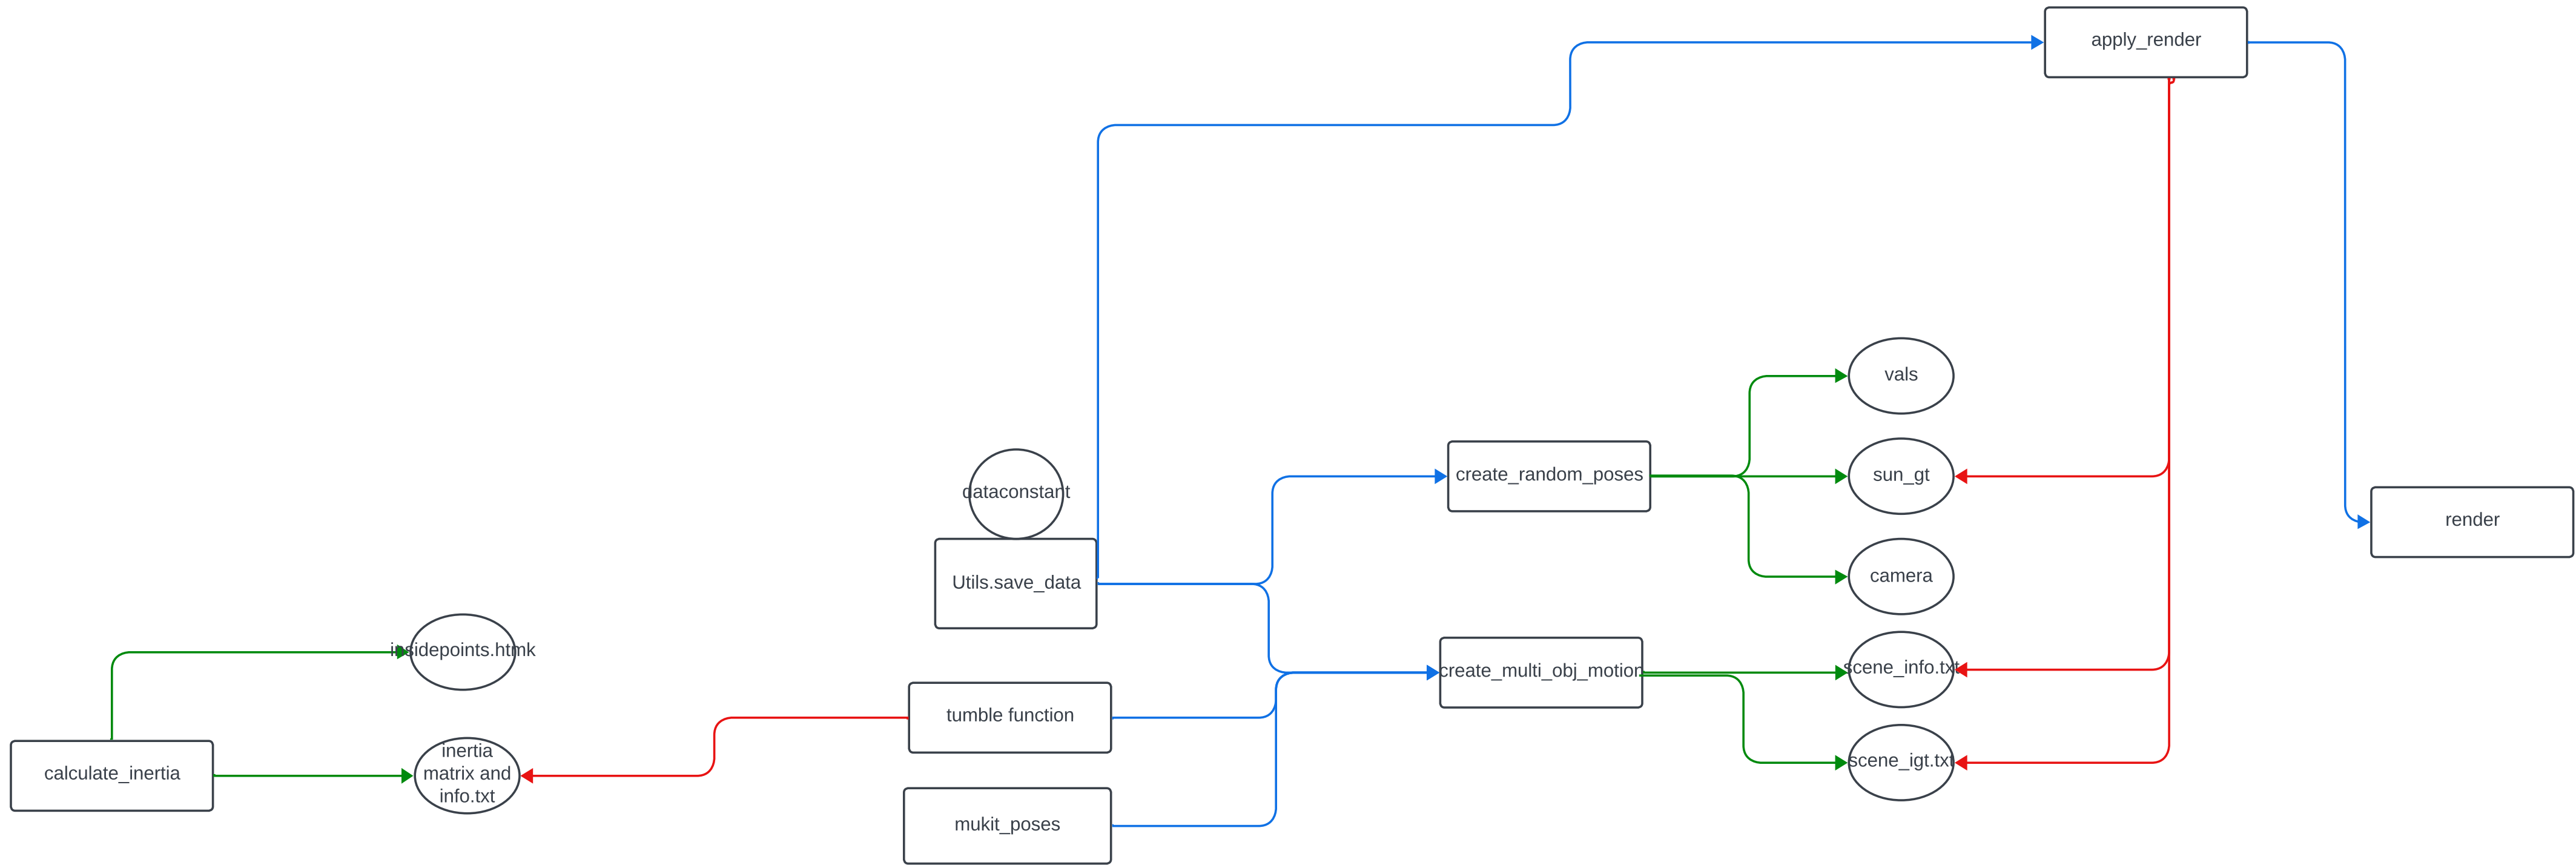 apply_render
vals
create_random_poses
sun_gt
dataconstant
render
Utils.save_data
camera
insidepoints.htmk
create_multi_obj_motion
scene_info.txt
tumble function
inertia
matrix and
info.txt
calculate_inertia
scene_igt.txt
mukit_poses